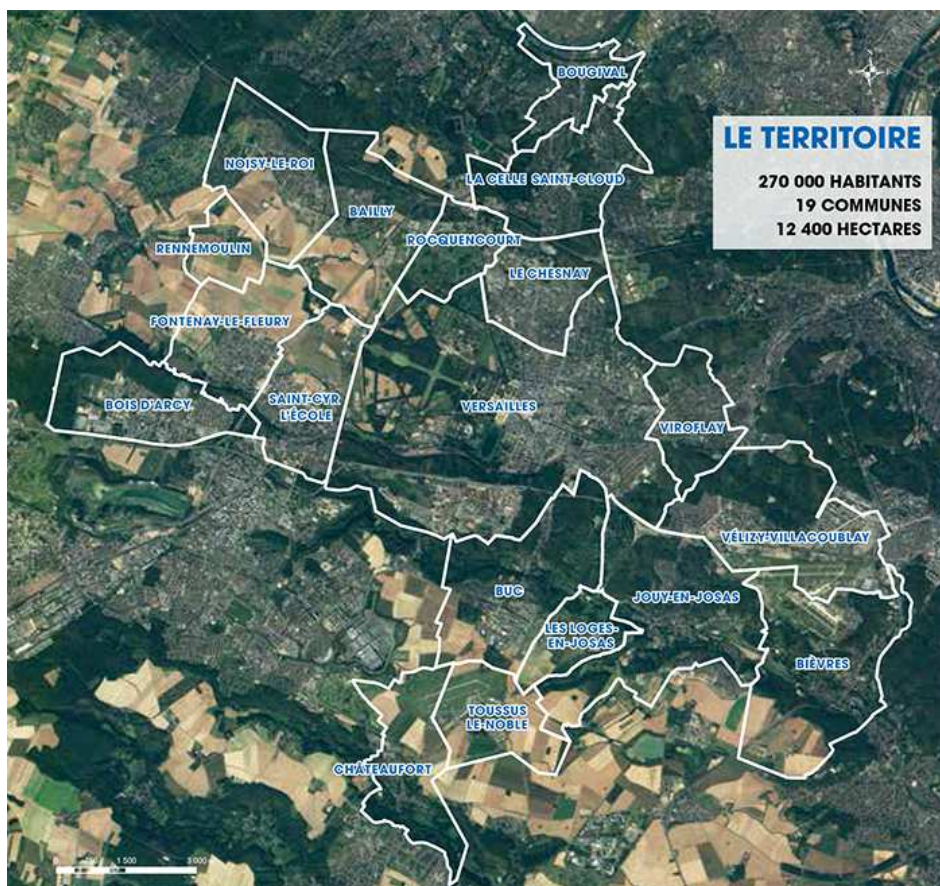 BOUGIVAL
LE TERRITOIRE
270 000 HABITANTS
19 COMMUNES
12 400 HECTARES
NOISY-LE-ROI
LA CELLE SAINT-CLOUD
BAILLY
RENNEMOULIN
ROCQUENCOURT
LE CHESNAY
FONTENAY-LE-FLEURY
BOIS D'ARCY
SAINT-CYR
L'ÉCOLE
VERSAILLES
VIROFLAY
VÉLIZY-VILLACOUBLAY
BUC
JOUY-EN-JOSAS
LES LOGES-
EN-JOSAS
BIÈVRES
TOUSSUS
LE-NOBLE
CHÂTEAUFORT
0 1 500 3 000